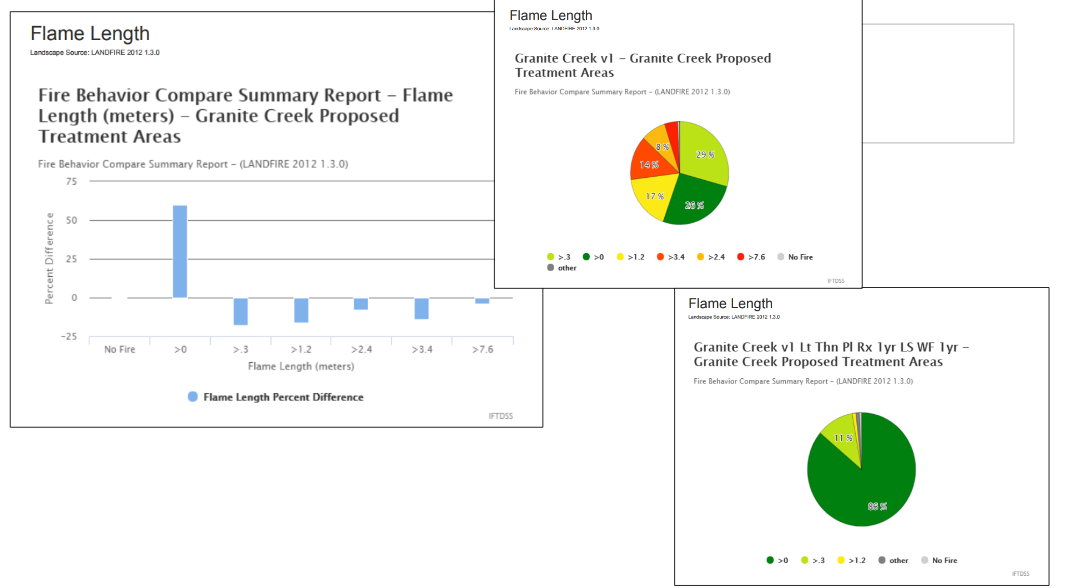 Flame Length
Landscape Source: LANDFIRE 2012 1.3.0
Fire Behavior Compare Summary Report – Flame
Length (meters) – Granite Creek Proposed
Treatment Areas
Fire Behavior Compare Summary Report – (LANDFIRE 2012 1.3.0)
75
50
25
0
−25
Percent Difference
No Fire >0 >.3 >1.2 >2.4 >3.4 >7.6
Flame Length (meters)
Flame Length Percent Difference
IFTDSS
Flame Length
Landscape Source: LANDFIRE 2012 1.3.0
Granite Creek v1 – Granite Creek Proposed
Treatment Areas
Fire Behavior Compare Summary Report – (LANDFIRE 2012 1.3.0)
8 %
29 %
14 %
17 %
26 %
>.3 >0 >1.2 >3.4 >2.4 >7.6 No Fire
other
IFTDSS
Flame Length
Landscape Source: LANDFIRE 2012 1.3.0
Granite Creek v1 Lt Thn Pl Rx 1yr LS WF 1yr –
Granite Creek Proposed Treatment Areas
Fire Behavior Compare Summary Report – (LANDFIRE 2012 1.3.0)
11 %
86 %
>0 >.3 >1.2 other No Fire
IFTDSS